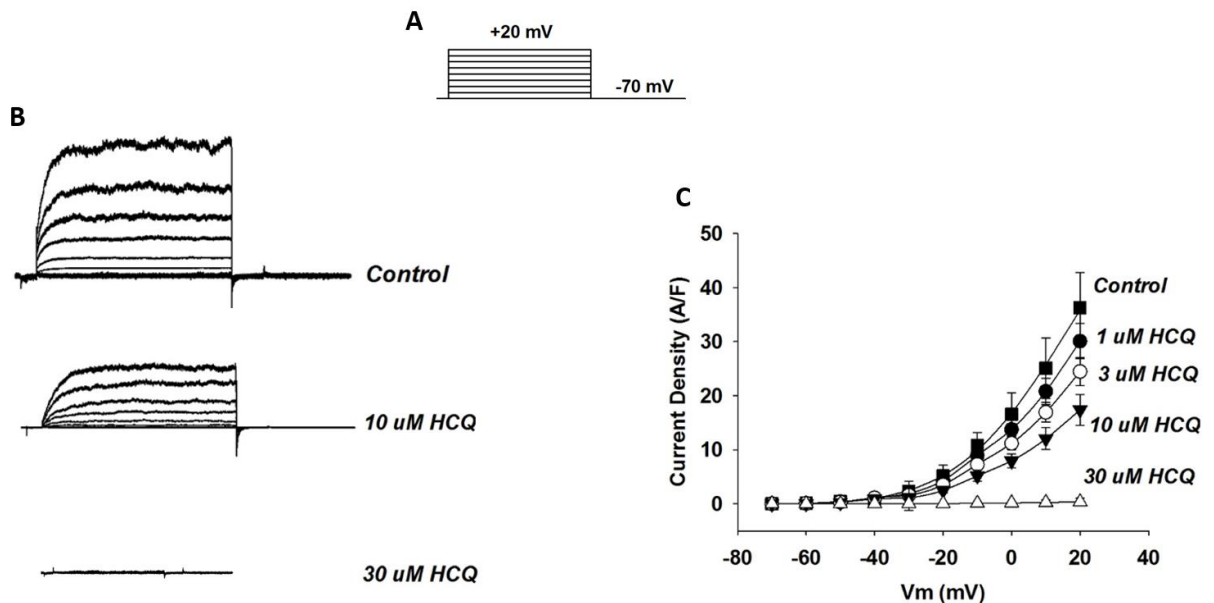 A
+20 mV
-70 mV
B
Control
10 uM HCQ
30 uM HCQ
C
50
40
30
20
10
0
Current Density (A/F)
Control
1 uM HCQ
3 uM HCQ
10 uM HCQ
30 uM HCQ
-80 -60 -40 -20 0 20 40
Vm (mV)